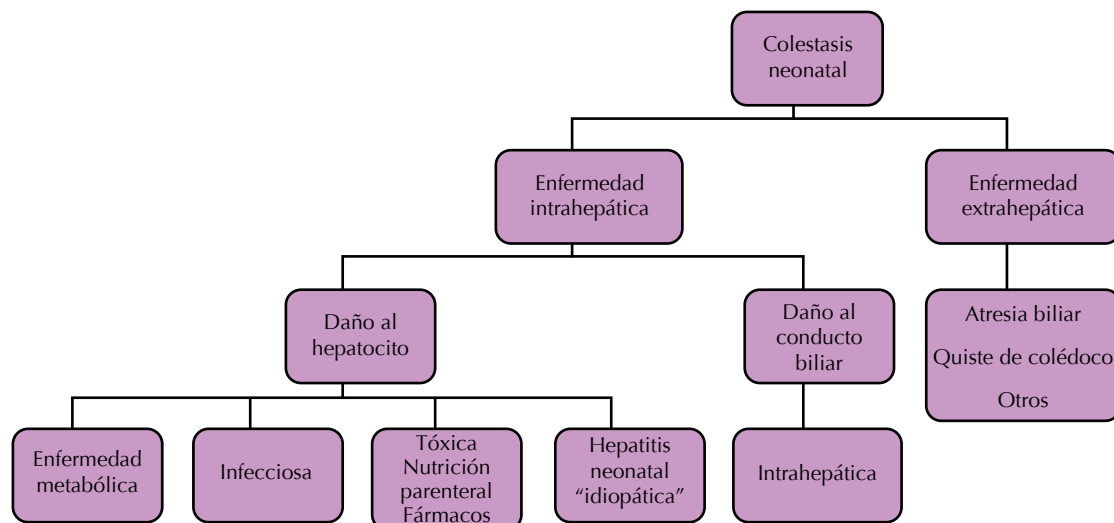 Colestasis
neonatal
Enfermedad
intrahepática
Enfermedad
extrahepática
Daño al
hepatocito
Daño al
conducto
biliar
Atresia biliar
Quiste de colédoco
Otros
Enfermedad
metabólica
Infecciosa
Tóxica
Nutrición
parenteral
Fármacos
Hepatitis
neonatal
“idiopática”
Intrahepática